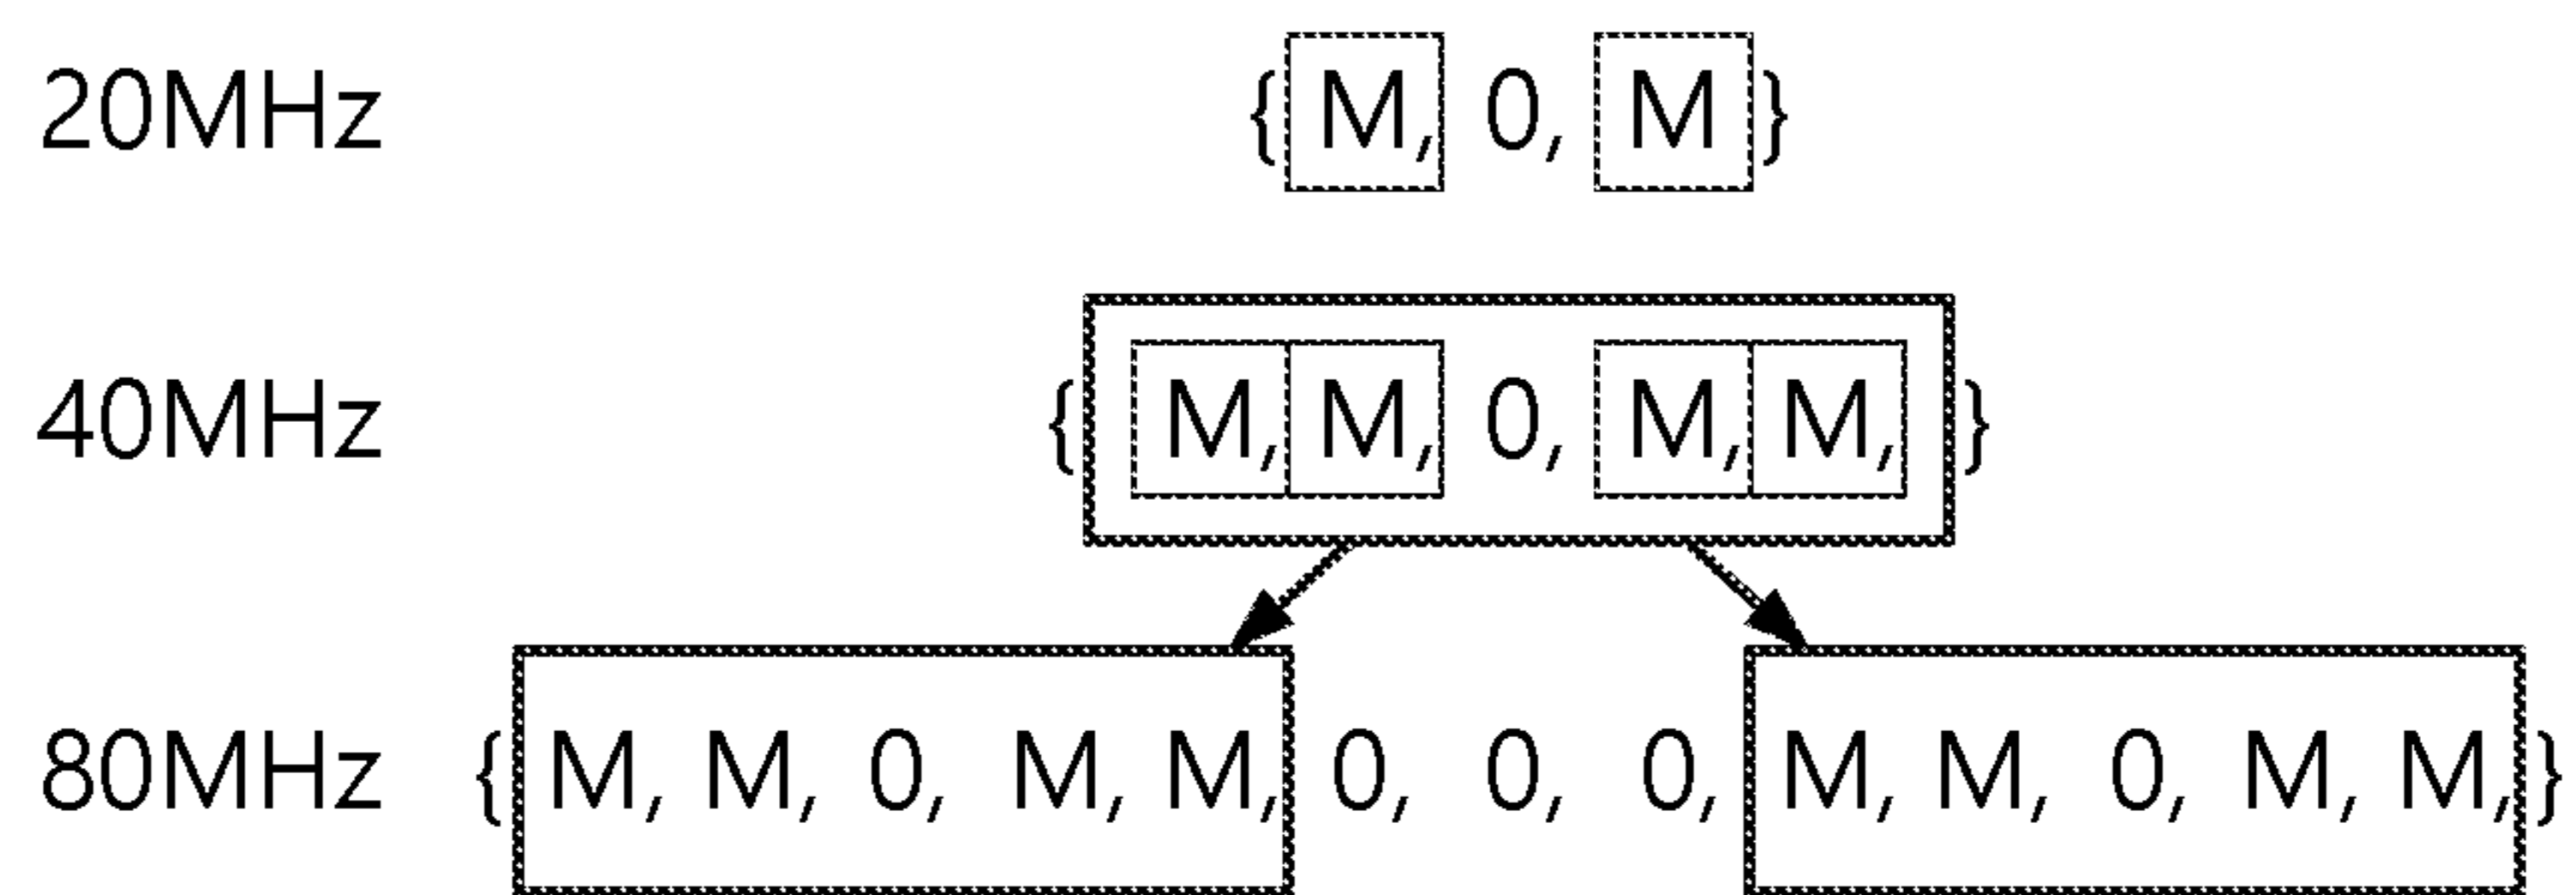 20MHz {M, 0, M}
40MHz {M, M, 0, M, M,}
80MHz {M, M, 0, M, M, 0, 0, 0, M, M, 0, M, M,}